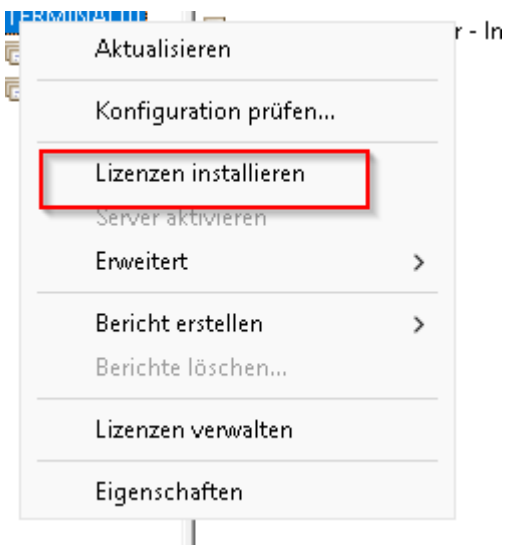 r - In
Aktualisieren
Konfiguration prüfen...
Lizenzen installieren
Server aktivieren
Erweitert
Bericht erstellen
Berichte löschen...
Lizenzen verwalten
Eigenschaften